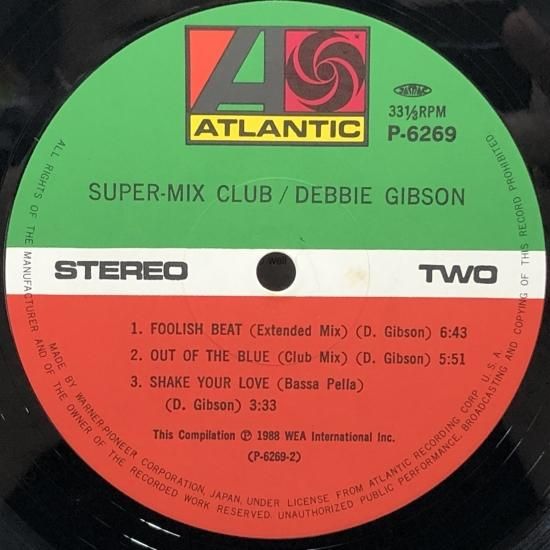 ATLANTIC
JASRAC
33⅓RPM
P-6269
SUPER-MIX CLUB / DEBBIE GIBSON
STEREO
TWO
1. FOOLISH BEAT (Extended Mix) (D. Gibson) 6:43
2. OUT OF THE BLUE (Club Mix) (D. Gibson) 5:51
3. SHAKE YOUR LOVE (Bassa Pella)
(D. Gibson) 3:33
This Compilation ℗ 1988 WEA International Inc.
(P-6269-2)
MADE BY WARNER-PIONEER CORPORATION, JAPAN, UNDER LICENSE FROM ATLANTIC RECORDING CORP. U.S.A.
ALL RIGHTS OF THE MANUFACTURER AND OF THE OWNER OF THE RECORDED WORK RESERVED. UNAUTHORIZED PUBLIC PERFORMANCE, BROADCASTING AND COPYING OF THIS RECORD PROHIBITED